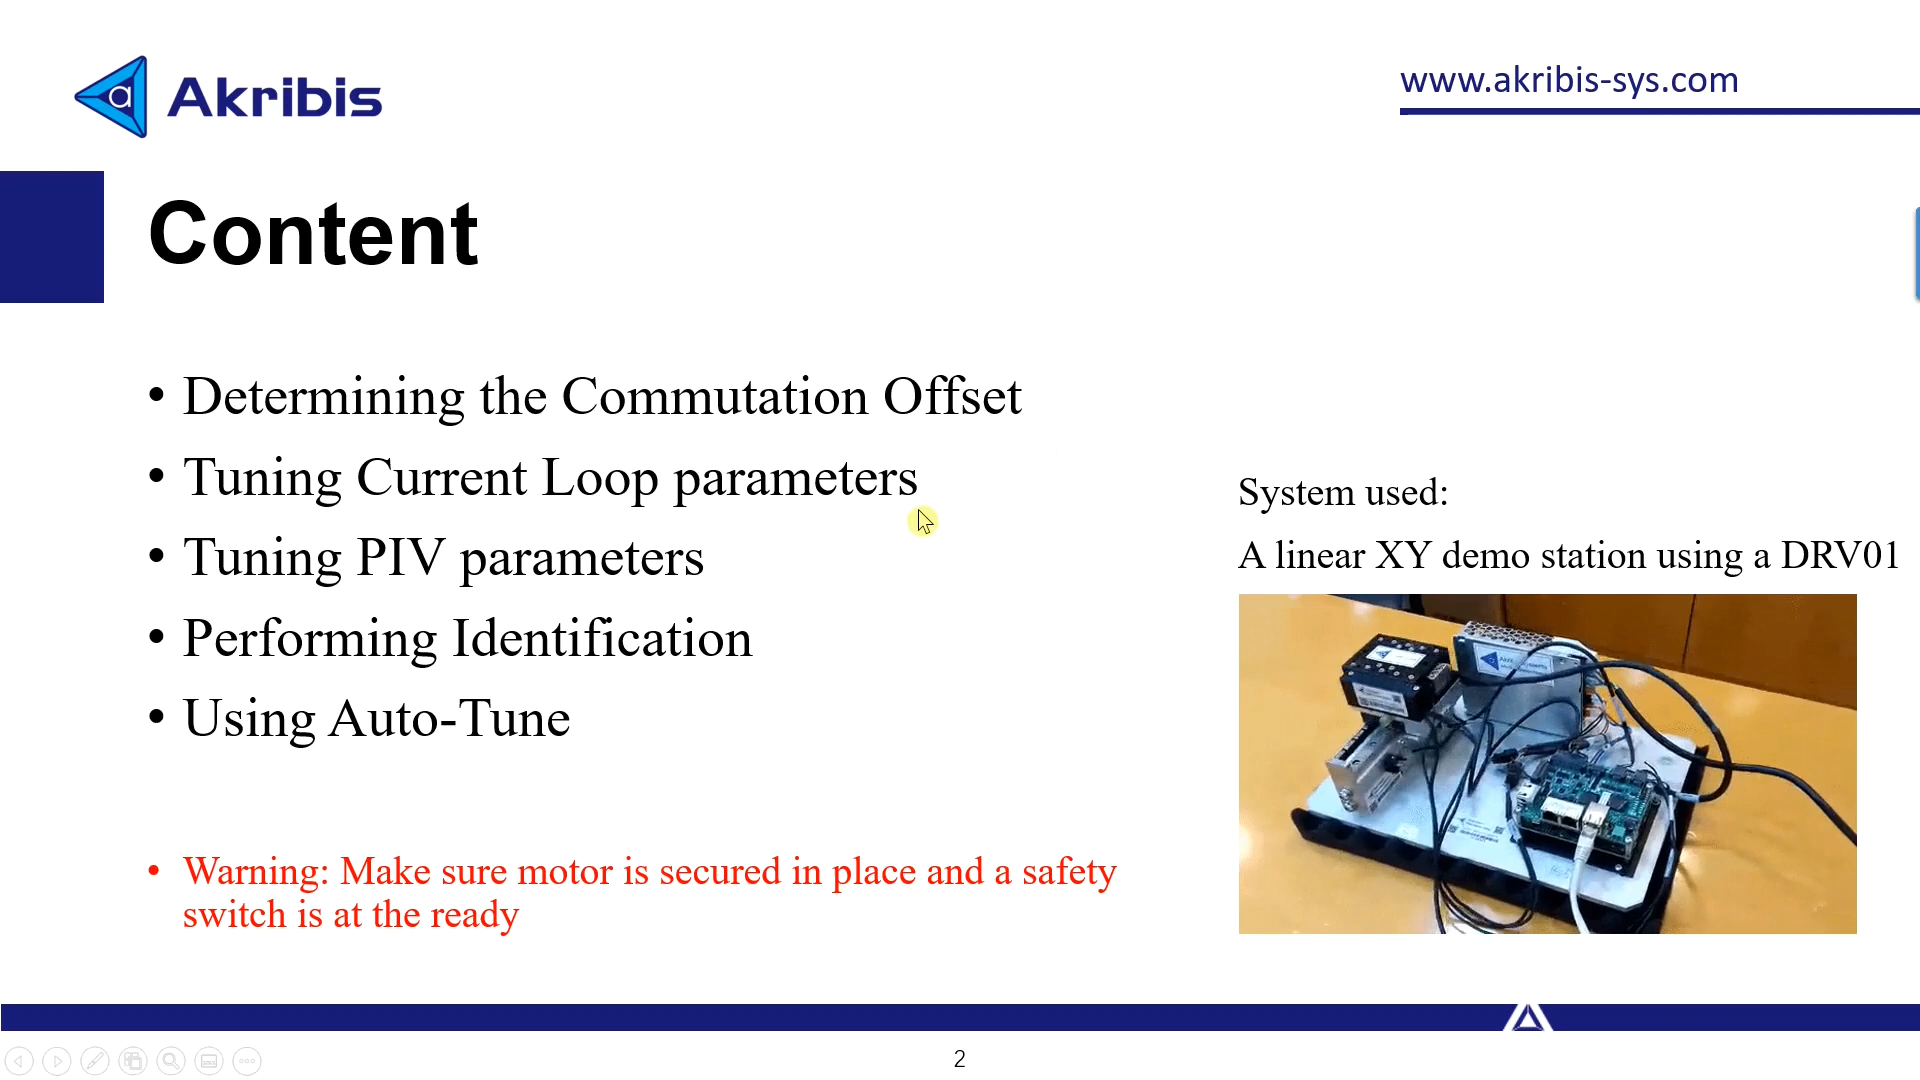 Akribis
www.akribis-sys.com
Content
• Determining the Commutation Offset
• Tuning Current Loop parameters
• Tuning PIV parameters
• Performing Identification
• Using Auto-Tune
• Warning: Make sure motor is secured in place and a safety
switch is at the ready
System used:
A linear XY demo station using a DRV01
2